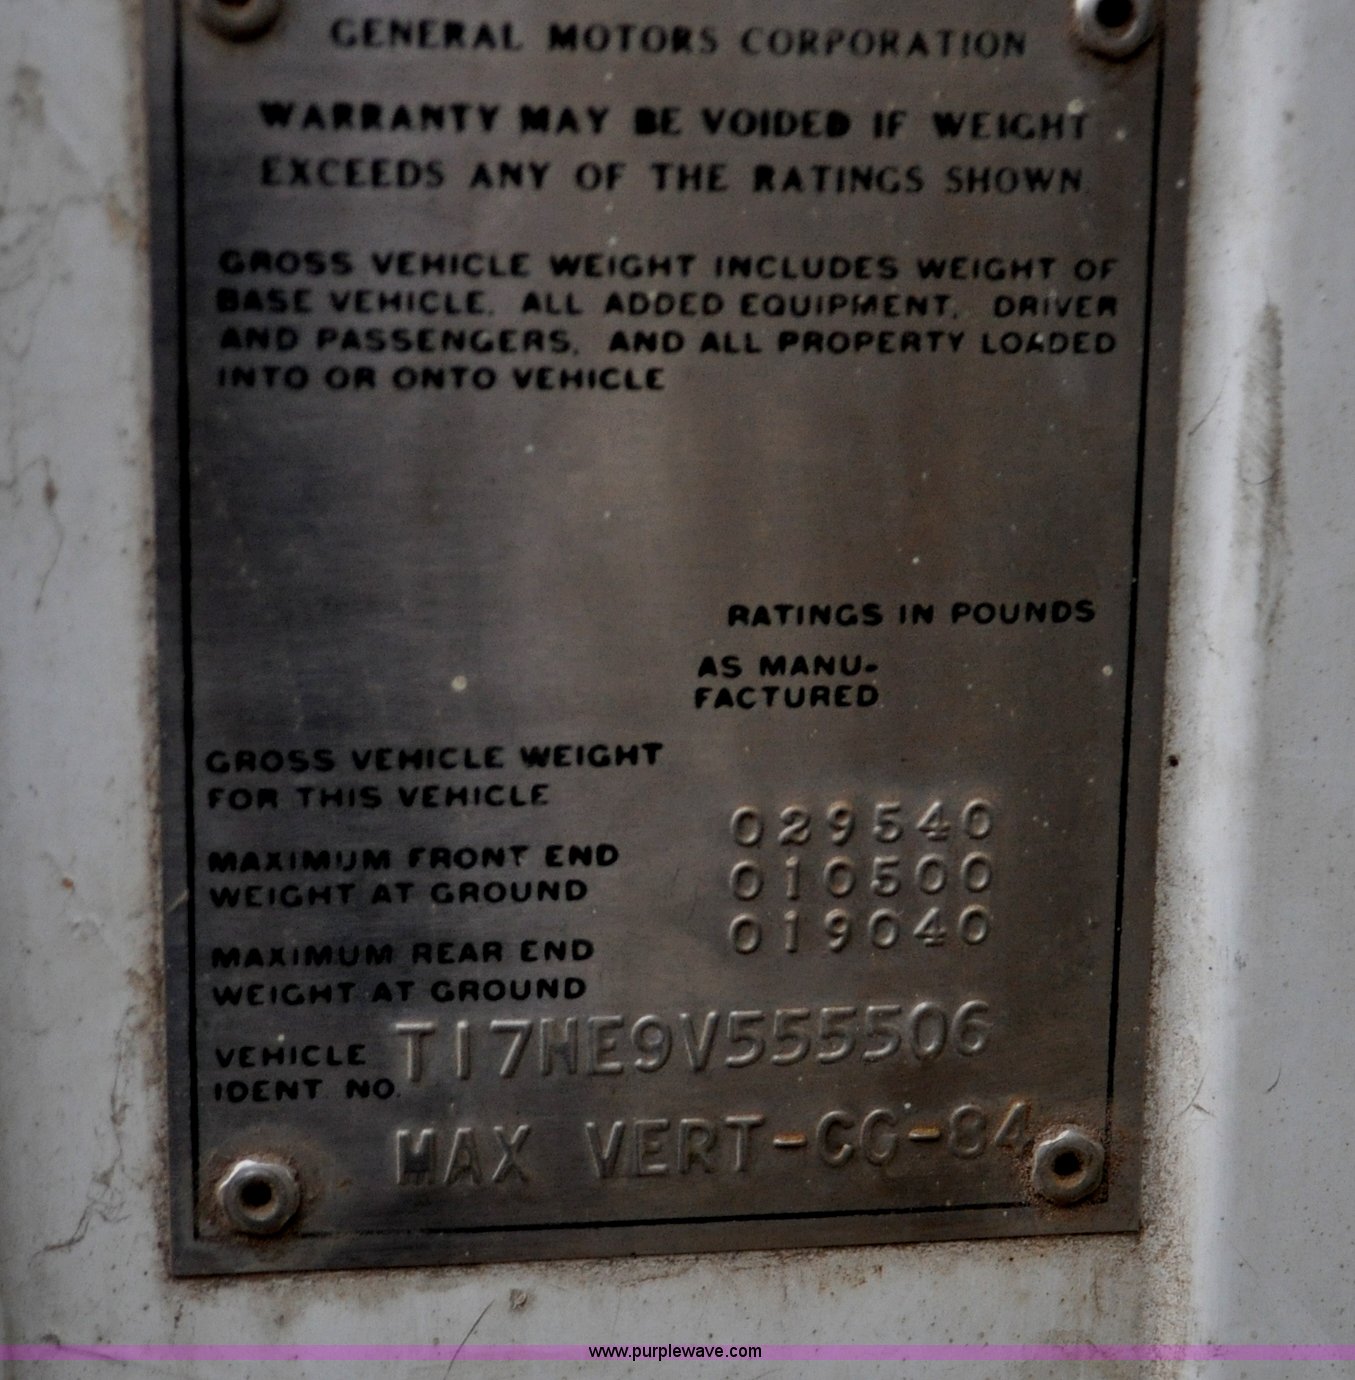 GENERAL MOTORS CORPORATION
WARRANTY MAY BE VOIDED IF WEIGHT
EXCEEDS ANY OF THE RATINGS SHOWN.
GROSS VEHICLE WEIGHT INCLUDES WEIGHT OF
BASE VEHICLE, ALL ADDED EQUIPMENT, DRIVER
AND PASSENGERS, AND ALL PROPERTY LOADED
INTO OR ONTO VEHICLE
RATINGS IN POUNDS
AS MANU-
FACTURED
GROSS VEHICLE WEIGHT
FOR THIS VEHICLE
029540
MAXIMUM FRONT END
WEIGHT AT GROUND
010500
019040
MAXIMUM REAR END
WEIGHT AT GROUND
VEHICLE
IDENT NO.
T17HE9V555506
MAX VERT-CG-84
www.purplewave.com